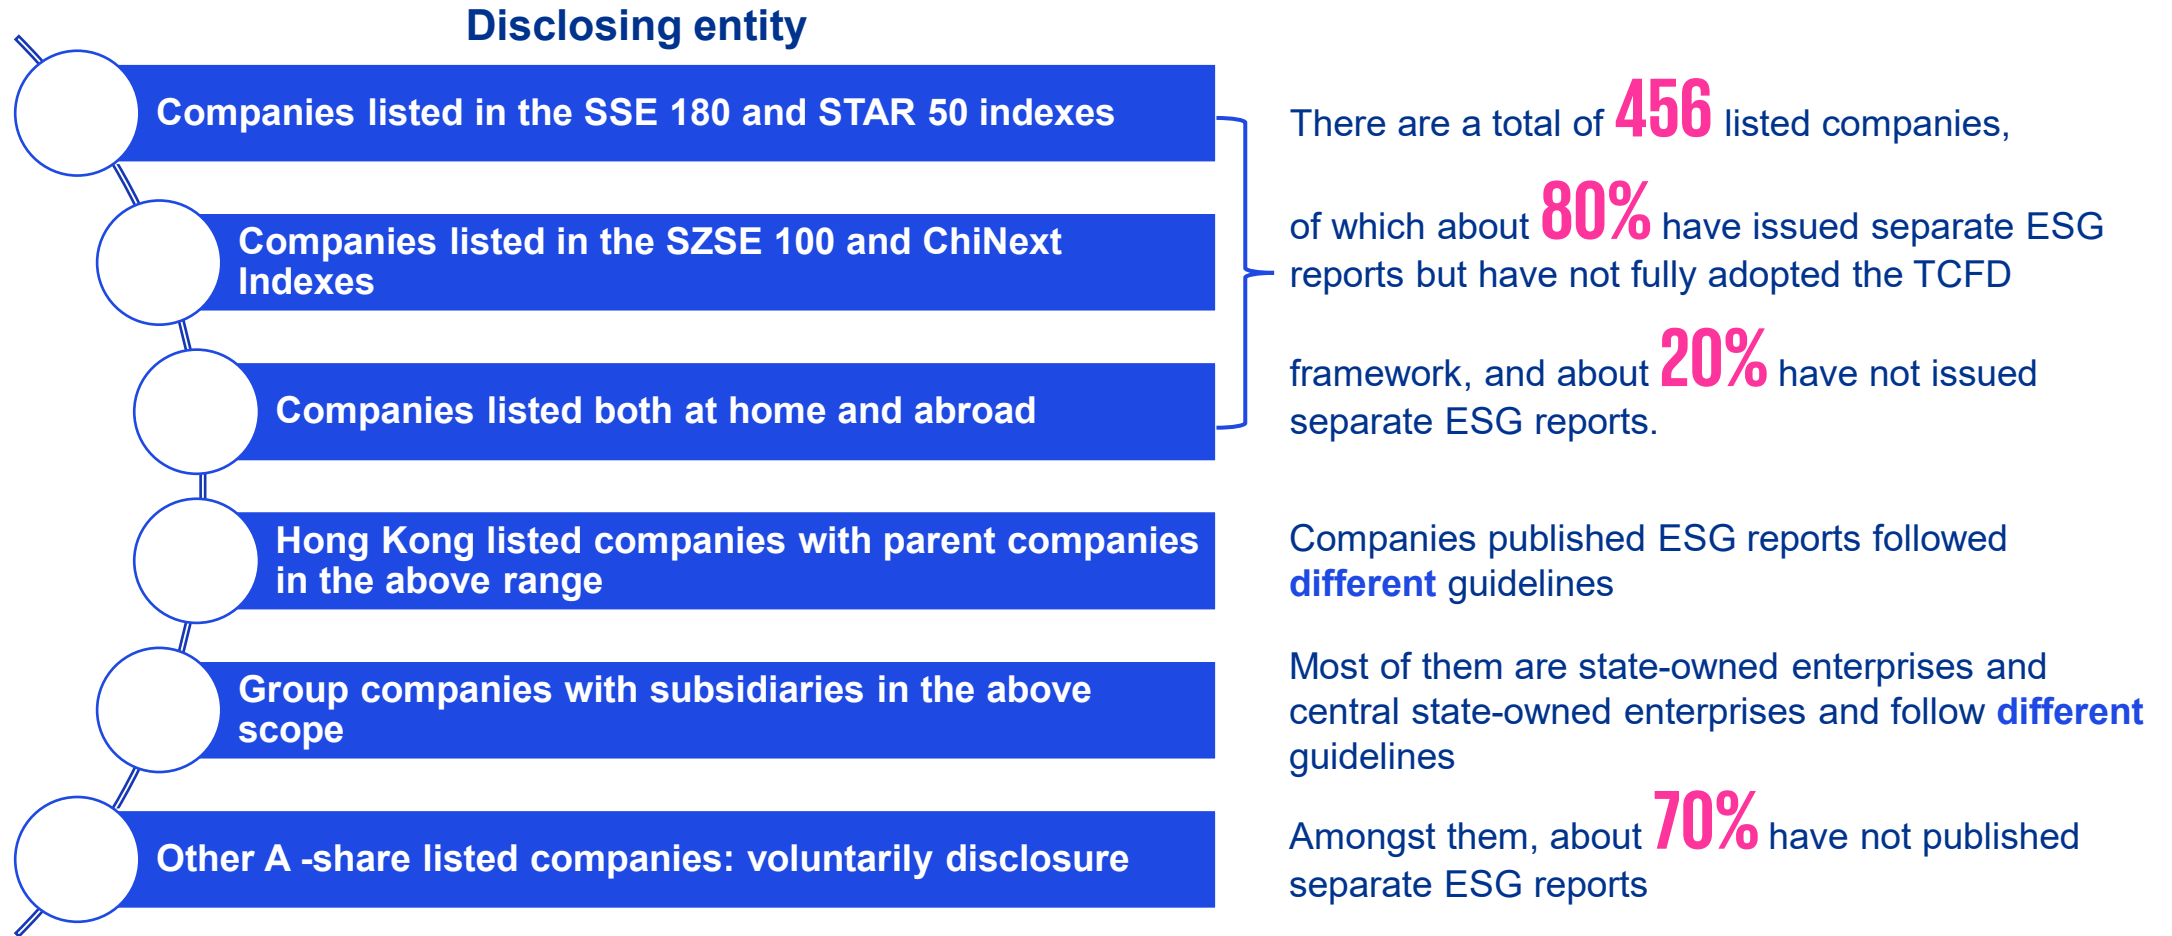 Disclosing entity
Companies listed in the SSE 180 and STAR 50 indexes
There are a total of 456 listed companies,
of which about 80% have issued separate ESG
reports but have not fully adopted the TCFD
framework, and about 20% have not issued
separate ESG reports.
Companies listed in the SZSE 100 and ChiNext
Indexes
Companies listed both at home and abroad
Hong Kong listed companies with parent companies
in the above range
Companies published ESG reports followed
different guidelines
Group companies with subsidiaries in the above
scope
Most of them are state-owned enterprises and
central state-owned enterprises and follow different
guidelines
Other A -share listed companies: voluntarily disclosure
Amongst them, about 70% have not published
separate ESG reports